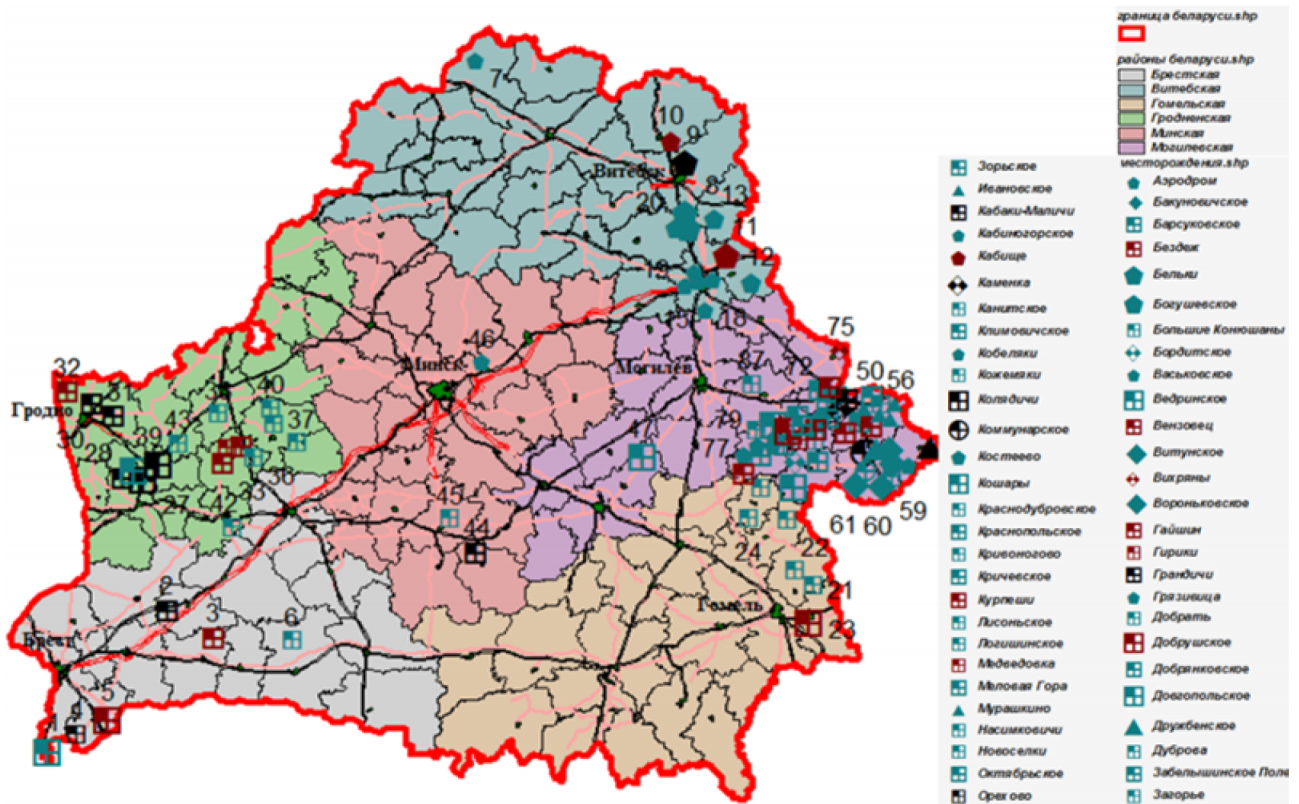 граница беларуси.shp
районы беларуси.shp
Брестская
Витебская
Гомельская
Гродненская
Минская
Могилевская
месторождения.shp
Аэродром
Бакуновичское
Барсуковское
Бездеж
Бельки
Богушевское
Большие Конюшаны
Бордитское
Васьковское
Ведринское
Вензовец
Витунское
Вихряны
Вороньковское
Гайшин
Гирики
Грандичи
Грязивица
Добрать
Добрушское
Добрянковское
Довгопольское
Дружбенское
Дуброва
Забелышинское Поле
Загорье
Зорьское
Ивановское
Кабаки-Маличи
Кабиногорское
Кабище
Каменка
Канитское
Климовичское
Кобеляки
Кожемяки
Колядичи
Коммунарское
Костеево
Кошары
Краснодубровское
Краснопольское
Кривоногово
Кричевское
Курпеши
Лисоньское
Логишинское
Медведовка
Меловая Гора
Мурашкино
Насимковичи
Новоселки
Октябрьское
Орехово
7
10
9
Витебск
8
13
20
11
12
19
18
46
Минск
Могилев
87
72
75
50
56
32
Гродно
31
30
43
40
37
39
28
27
42
33
36
45
44
47
79
77
61
60
59
24
22
21
23
Гомель
2
3
6
Брест
5
4
1